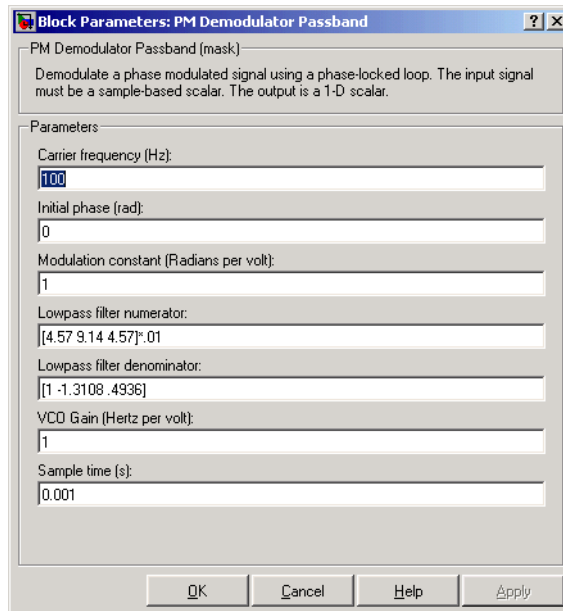 Block Parameters: PM Demodulator Passband
PM Demodulator Passband (mask)
Demodulate a phase modulated signal using a phase-locked loop. The input signal
must be a sample-based scalar. The output is a 1-D scalar.
Parameters
Carrier frequency (Hz):
100
Initial phase (rad):
0
Modulation constant (Radians per volt):
1
Lowpass filter numerator:
[4.57 9.14 4.57]*.01
Lowpass filter denominator:
[1 -1.3108 .4936]
VCO Gain (Hertz per volt):
1
Sample time (s):
0.001
OK Cancel Help Apply